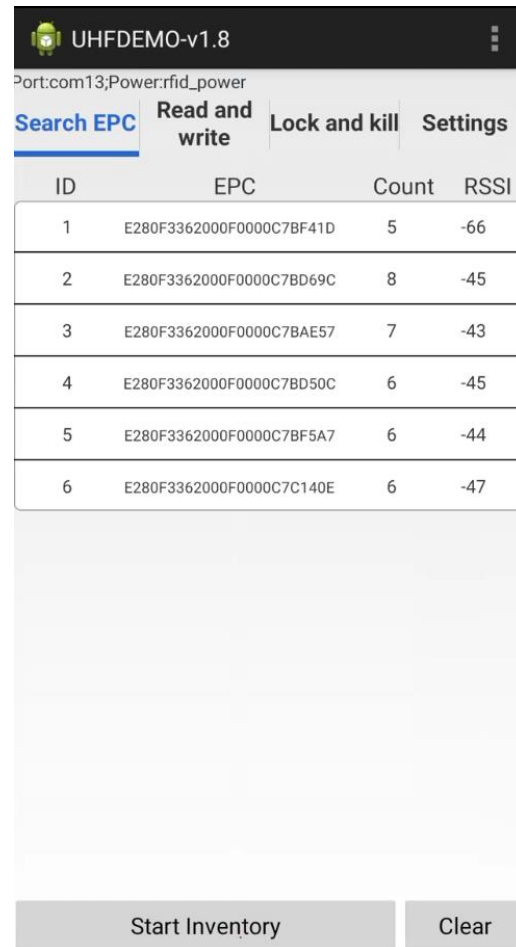 UHFDEMO-v1.8
Port:com13;Power:rfid_power
Search EPC
Read and
write
Lock and kill
Settings
ID EPC Count RSSI
1 E280F3362000F0000C7BF41D 5 -66
2 E280F3362000F0000C7BD69C 8 -45
3 E280F3362000F0000C7BAE57 7 -43
4 E280F3362000F0000C7BD50C 6 -45
5 E280F3362000F0000C7BF5A7 6 -44
6 E280F3362000F0000C7C140E 6 -47
Start Inventory Clear